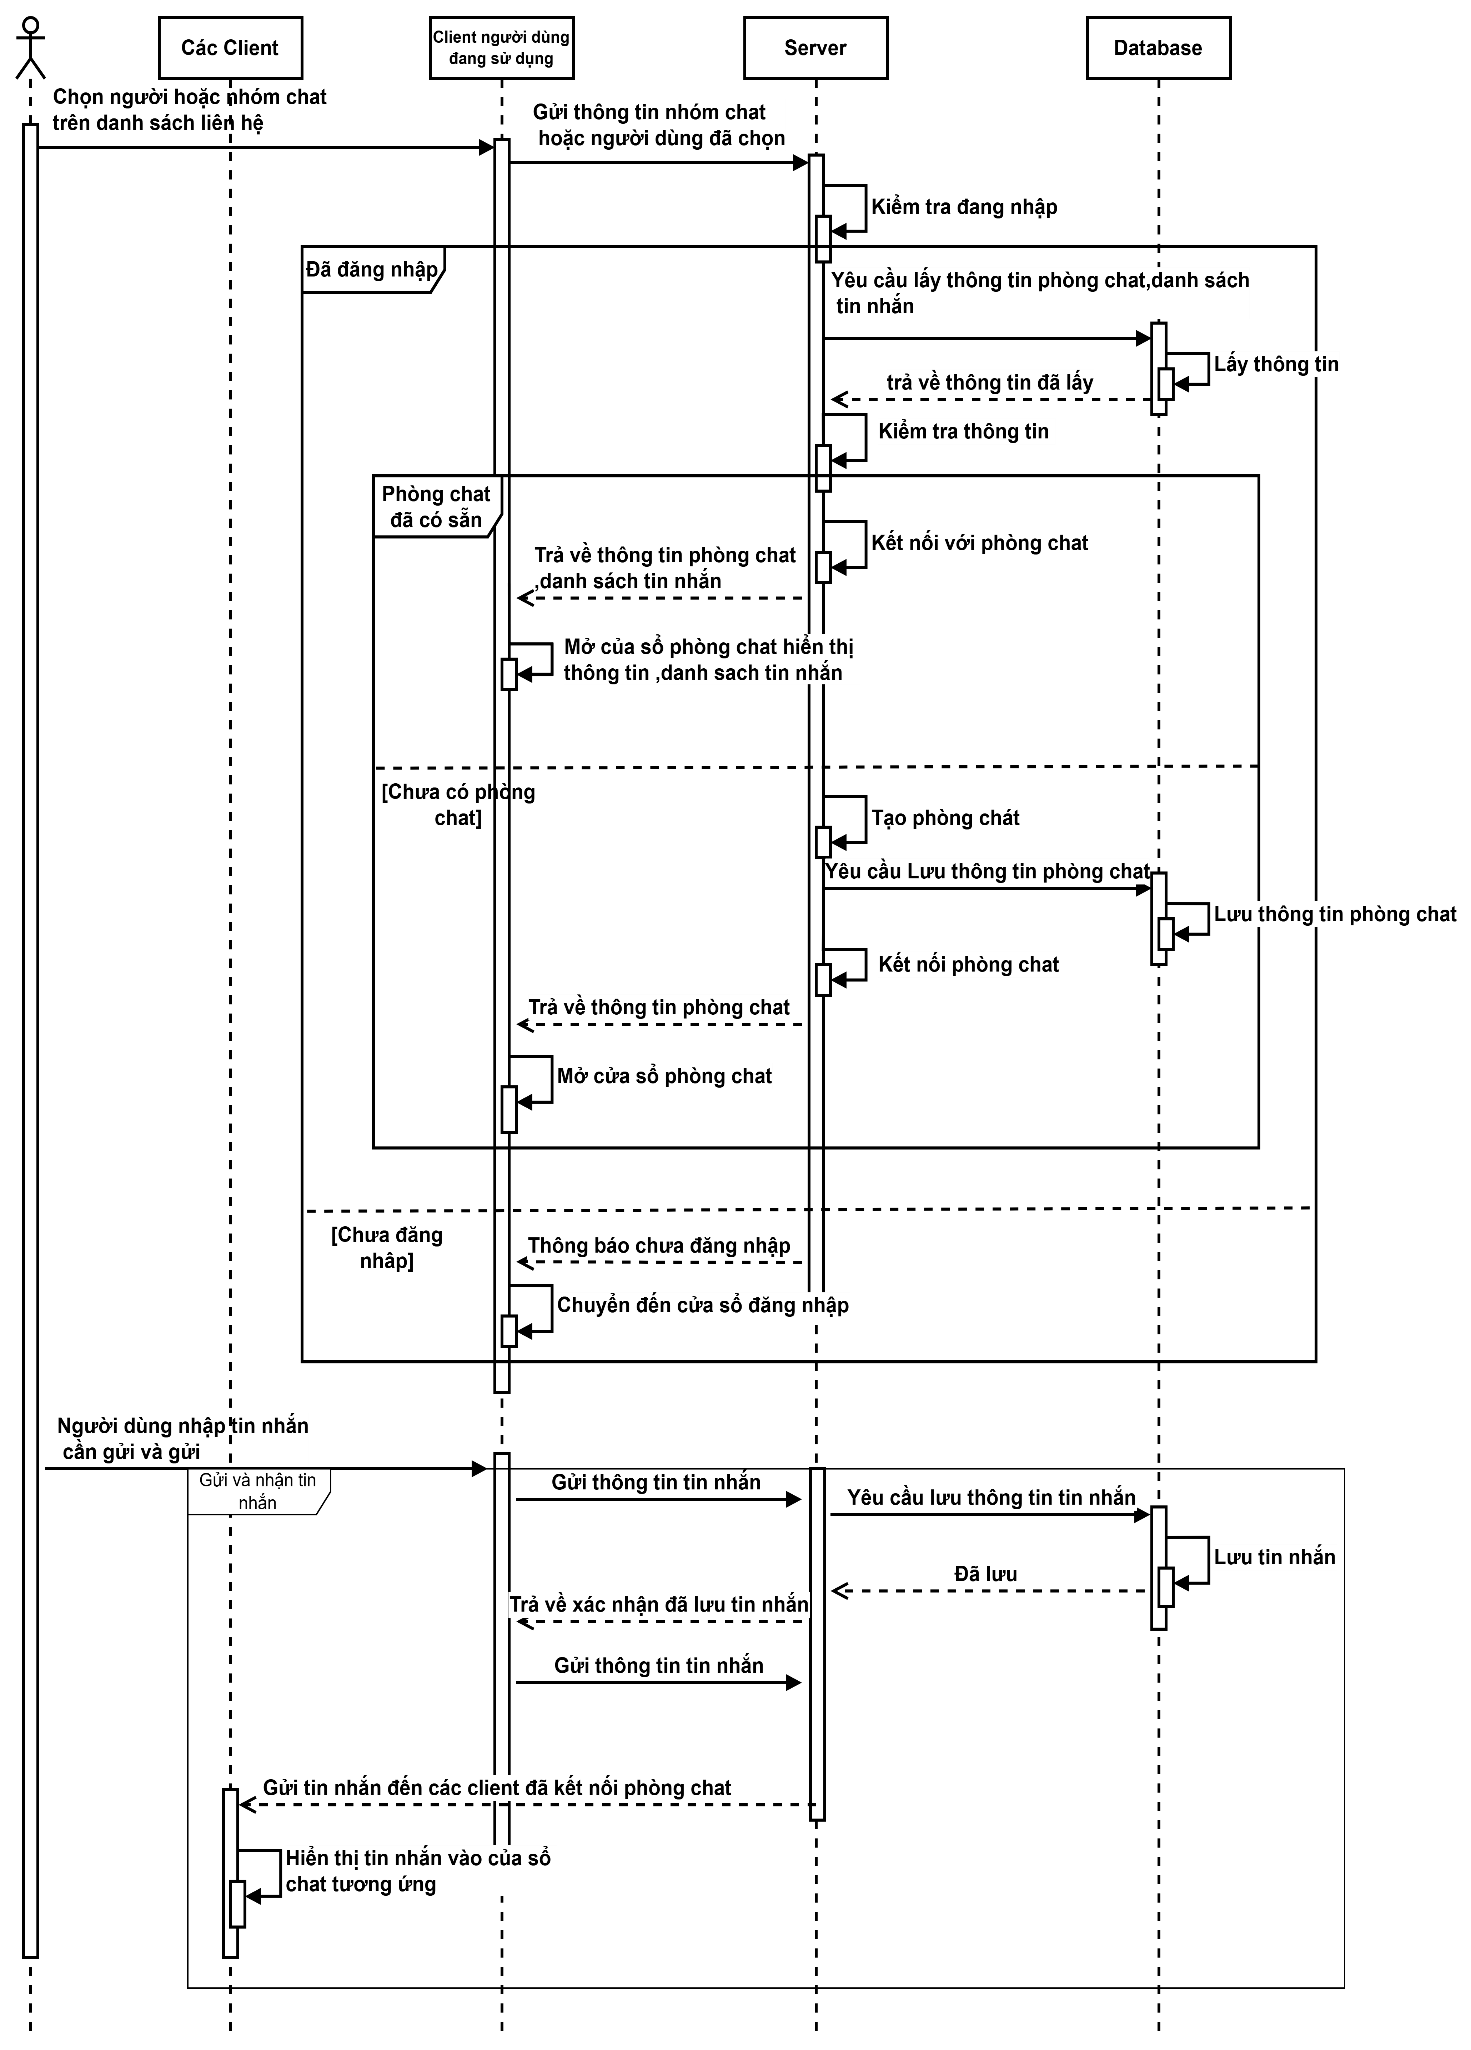 Các Client
Client người dùng
đang sử dụng
Server
Database
Chọn người hoặc nhóm chat
trên danh sách liên hệ
Gửi thông tin nhóm chat
hoặc người dùng đã chọn
Kiểm tra đang nhập
Đã đăng nhập
Yêu cầu lấy thông tin phòng chat,danh sách
tin nhắn
Lấy thông tin
trả về thông tin đã lấy
Kiểm tra thông tin
Phòng chat
đã có sẵn
Kết nối với phòng chat
Trả về thông tin phòng chat
,danh sách tin nhắn
Mở của sổ phòng chat hiển thị
thông tin ,danh sach tin nhắn
[Chưa có phòng
chat]
Tạo phòng chát
Yêu cầu Lưu thông tin phòng chat
Lưu thông tin phòng chat
Kết nối phòng chat
Trả về thông tin phòng chat
Mở cửa sổ phòng chat
[Chưa đăng
nhâp]
Thông báo chưa đăng nhập
Chuyển đến cửa sổ đăng nhập
Người dùng nhập tin nhắn
cần gửi và gửi
Gửi và nhận tin
nhắn
Gửi thông tin tin nhắn
Yêu cầu lưu thông tin tin nhắn
Lưu tin nhắn
Đã lưu
Trả về xác nhận đã lưu tin nhắn
Gửi thông tin tin nhắn
Gửi tin nhắn đến các client đã kết nối phòng chat
Hiển thị tin nhắn vào của sổ
chat tương ứng